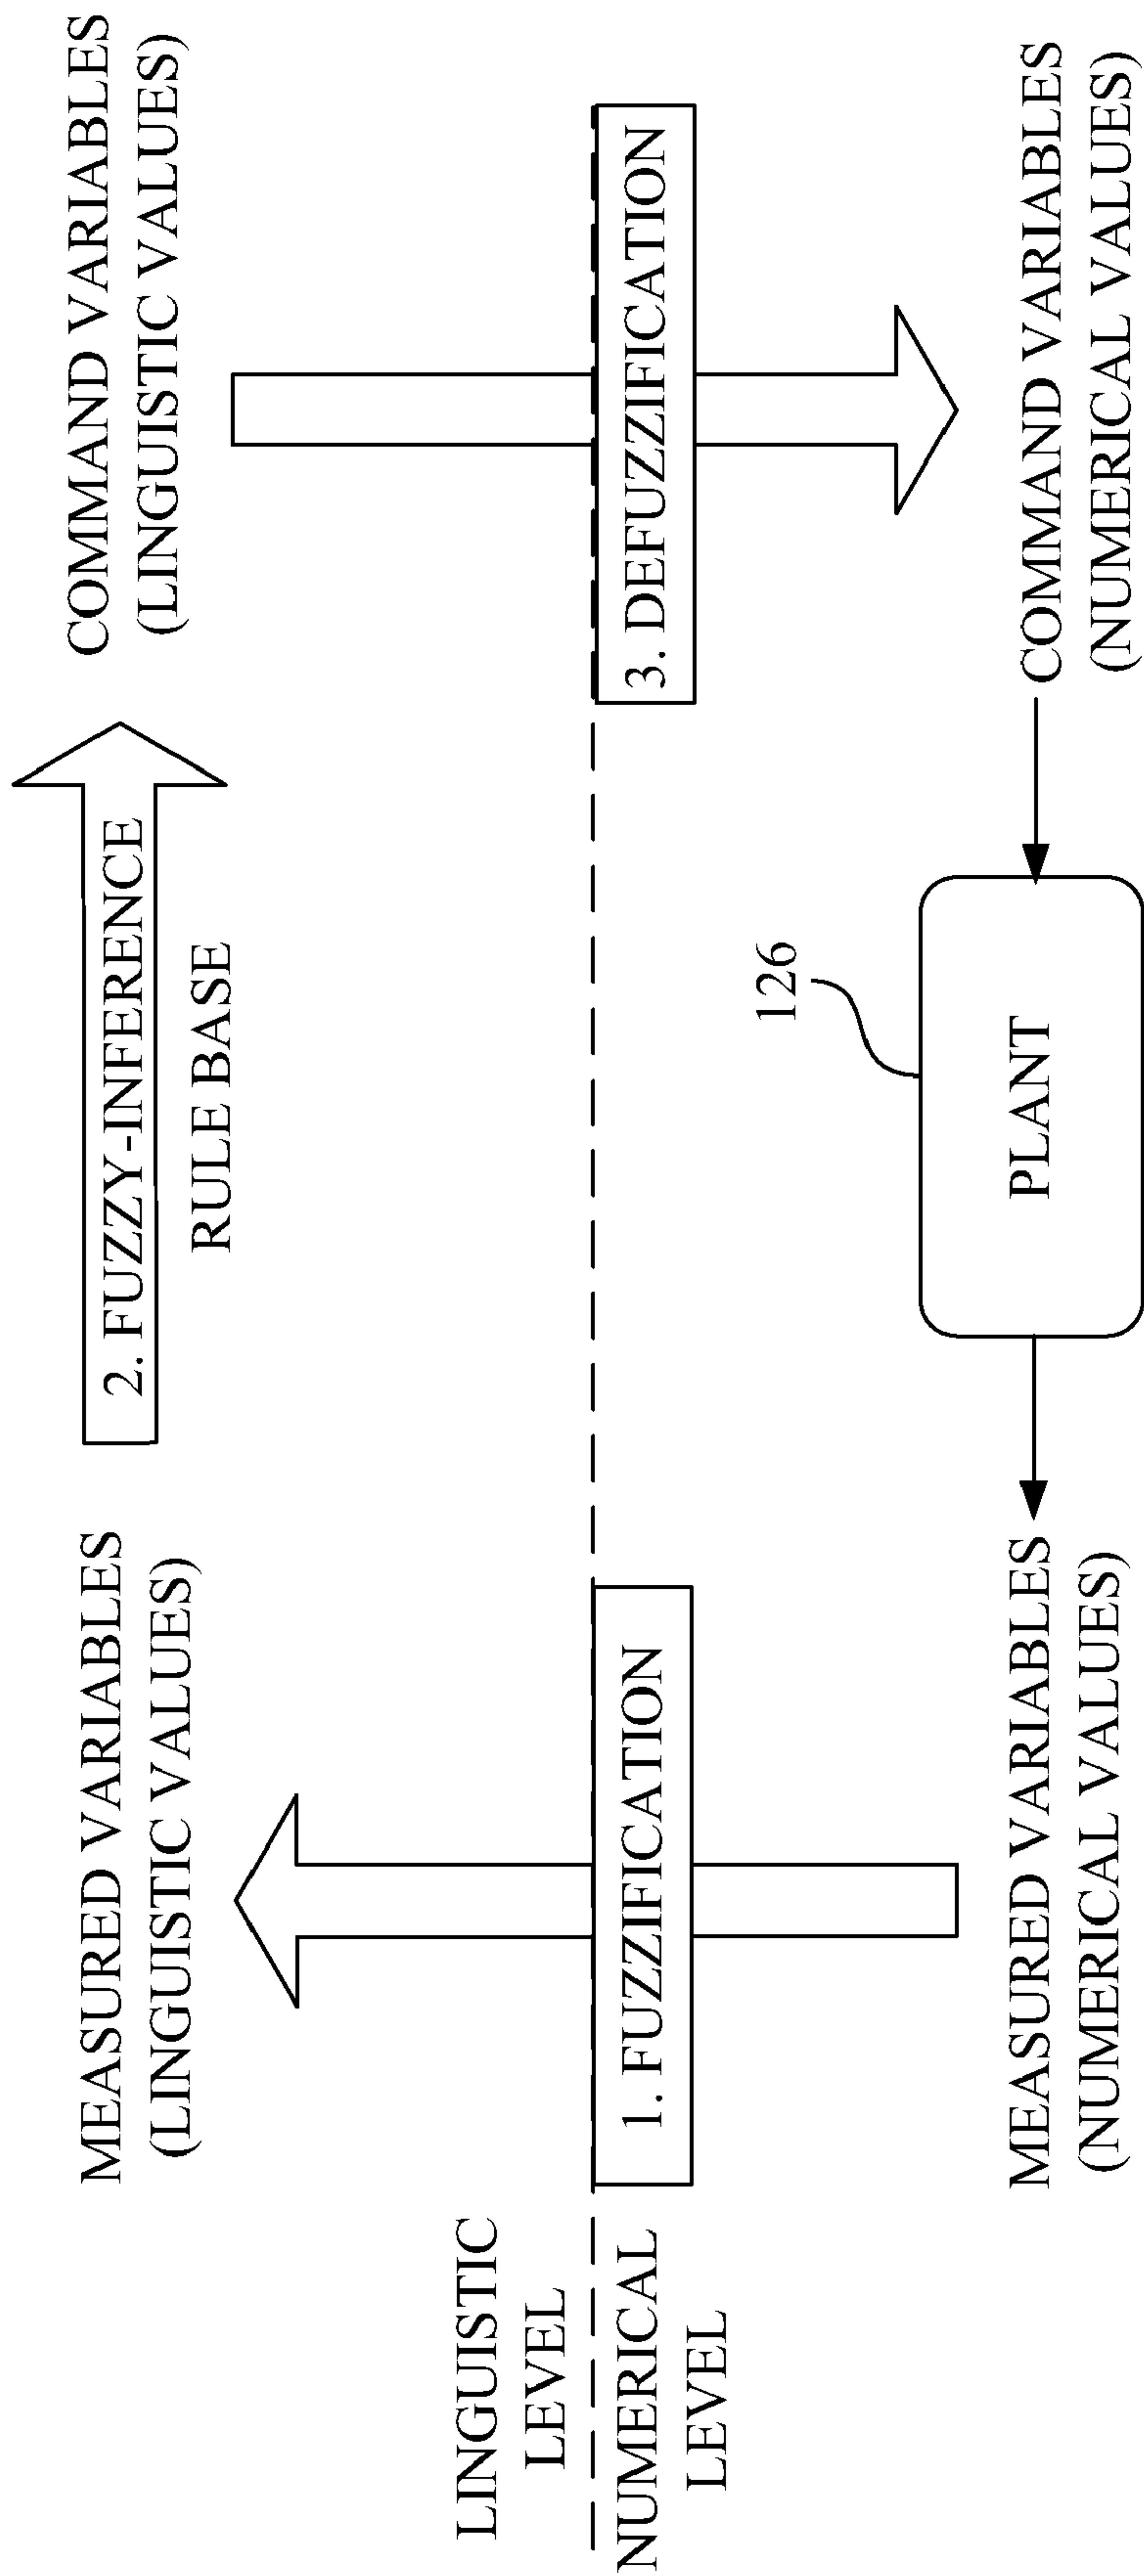 MEASURED VARIABLES
(LINGUISTIC VALUES)
2. FUZZY-INFERENCE
RULE BASE
COMMAND VARIABLES
(LINGUISTIC VALUES)
LINGUISTIC
LEVEL
NUMERICAL
LEVEL
1. FUZZIFICATION
3. DEFUZZIFICATION
126
PLANT
MEASURED VARIABLES
(NUMERICAL VALUES)
COMMAND VARIABLES
(NUMERICAL VALUES)